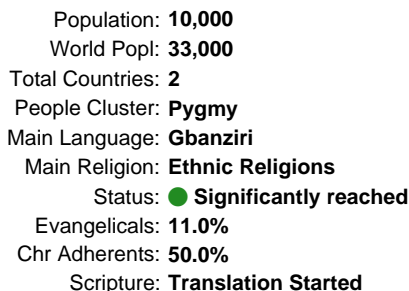 Population: 10,000
World Popl: 33,000
Total Countries: 2
People Cluster: Pygmy
Main Language: Gbanziri
Main Religion: Ethnic Religions
Status: Significantly reached
Evangelicals: 11.0%
Chr Adherents: 50.0%
Scripture: Translation Started